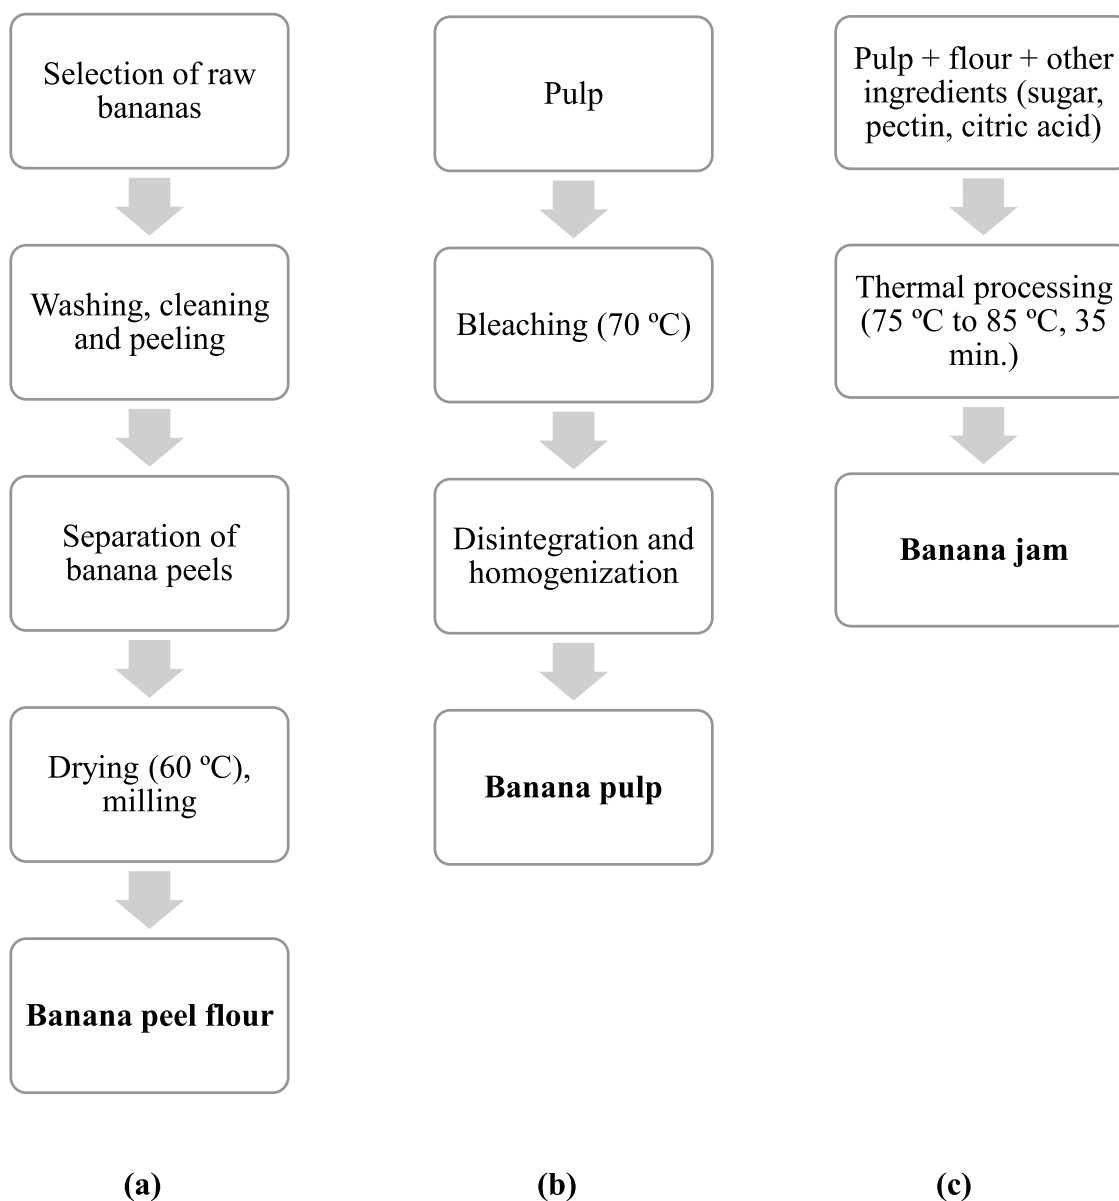 Selection of raw
bananas
Washing, cleaning
and peeling
Separation of
banana peels
Drying (60 ºC),
milling
Banana peel flour
(a)
Pulp
Bleaching (70 ºC)
Disintegration and
homogenization
Banana pulp
(b)
Pulp + flour + other
ingredients (sugar,
pectin, citric acid)
Thermal processing
(75 ºC to 85 ºC, 35
min.)
Banana jam
(c)